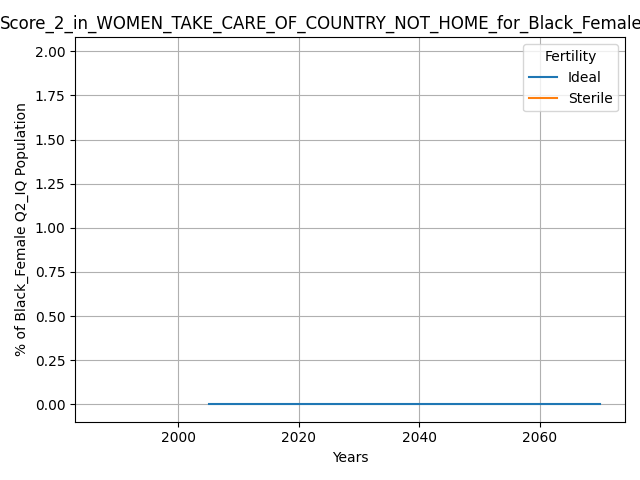 Score_2_in_WOMEN_TAKE_CARE_OF_COUNTRY_NOT_HOME_for_Black_Female
Fertility
Ideal
Sterile
% of Black_Female Q2_IQ Population
2.00
1.75
1.50
1.25
1.00
0.75
0.50
0.25
0.00
2000 2020 2040 2060
Years